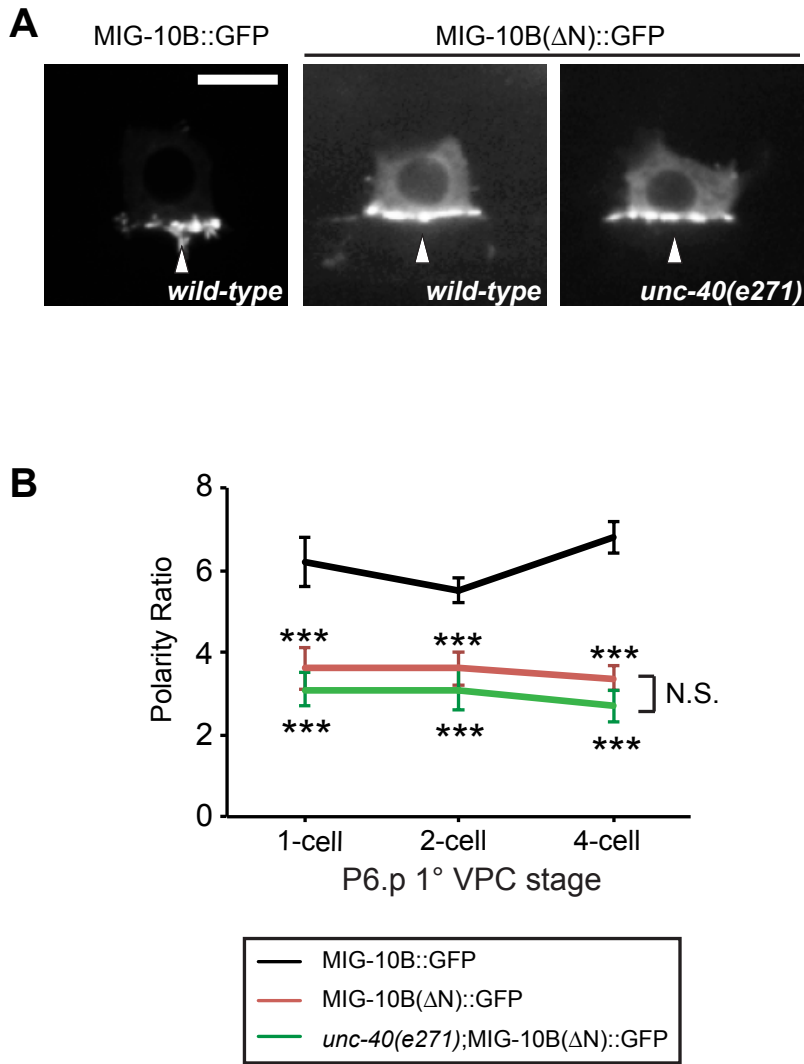 A
MIG-10B::GFP
MIG-10B(ΔN)::GFP
wild-type
wild-type
unc-40(e271)
B
Polarity Ratio
8
6
4
2
0
***
***
***
***
***
***
N.S.
1-cell
2-cell
4-cell
P6.p 1° VPC stage
MIG-10B::GFP
MIG-10B(ΔN)::GFP
unc-40(e271);MIG-10B(ΔN)::GFP